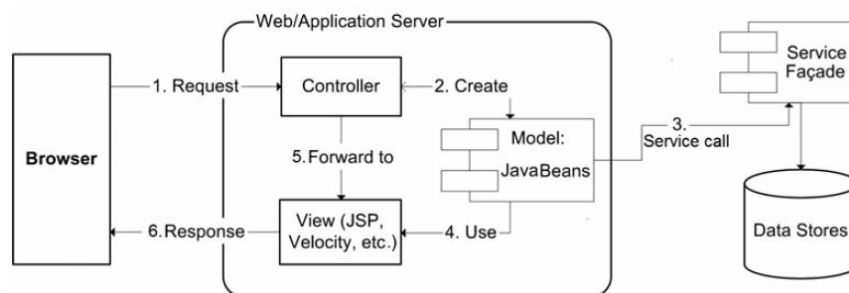 Web/Application Server
Browser
1. Request
Controller
2. Create
Service
Façade
Model:
JavaBeans
3.
Service call
5.Forward to
View (JSP,
Velocity, etc.)
4. Use
6.Response
Data Stores